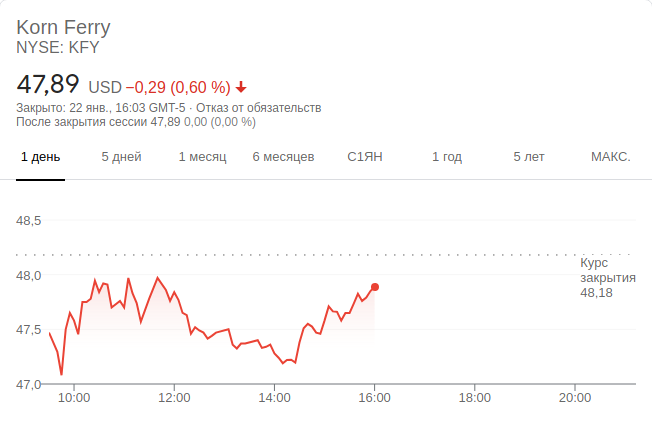 Korn Ferry
NYSE: KFY
47,89 USD −0,29 (0,60 %)
Закрыто: 22 янв., 16:03 GMT-5 · Отказ от обязательств
После закрытия сессии 47,89 0,00 (0,00 %)
1 день 5 дней 1 месяц 6 месяцев С1ЯН 1 год 5 лет МАКС.
48,5
Курс
закрытия
48,18
48,0
47,5
47,0
10:00 12:00 14:00 16:00 18:00 20:00